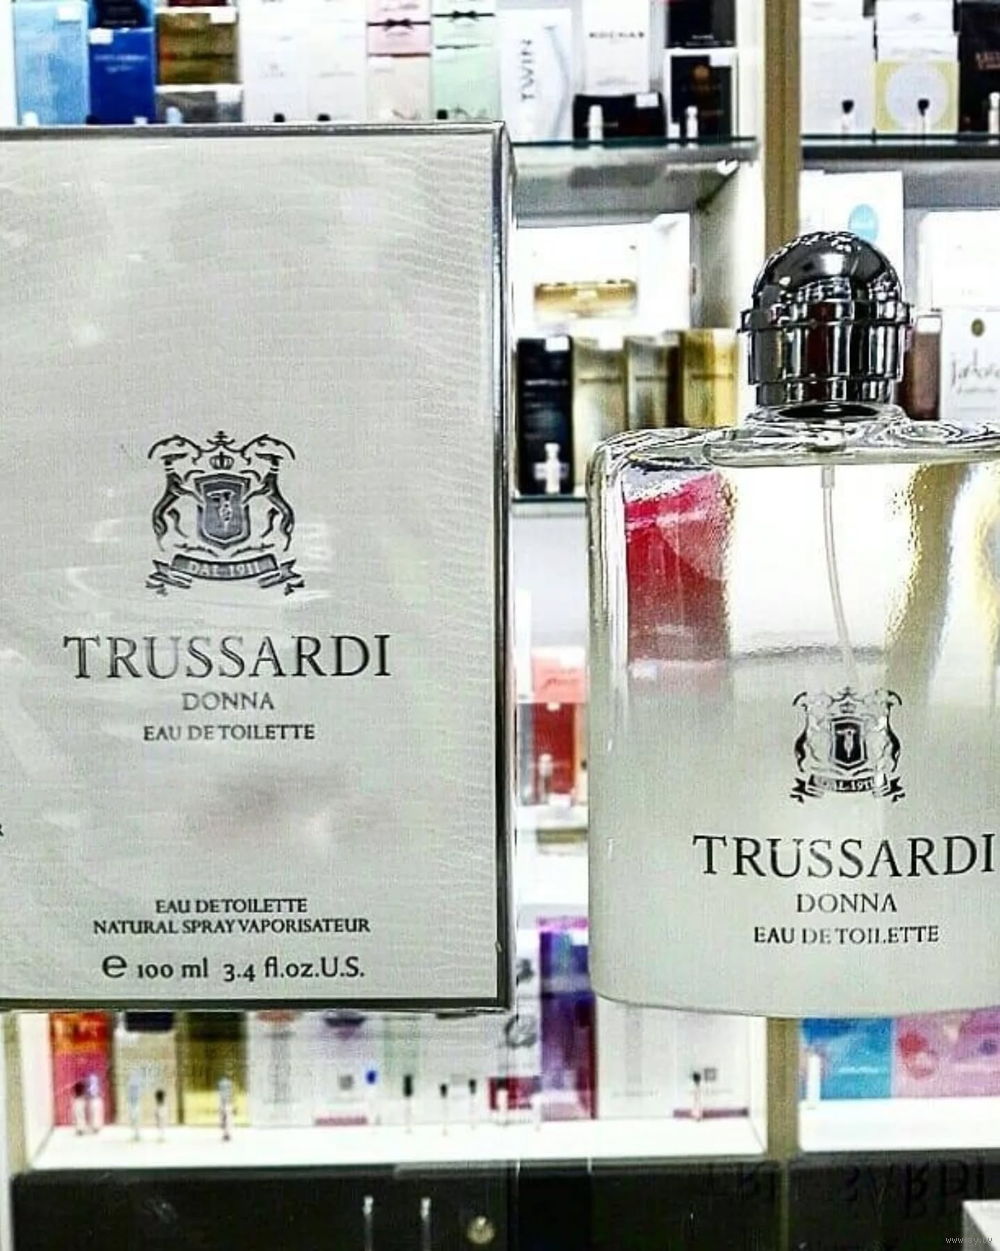 TWIN
ROCHAS
DAL 1911
TRUSSARDI
DONNA
EAU DE TOILETTE
EAU DE TOILETTE
NATURAL SPRAY VAPORISATEUR
e 100 ml 3.4 fl.oz.U.S.
DAL 1911
TRUSSARDI
DONNA
EAU DE TOILETTE